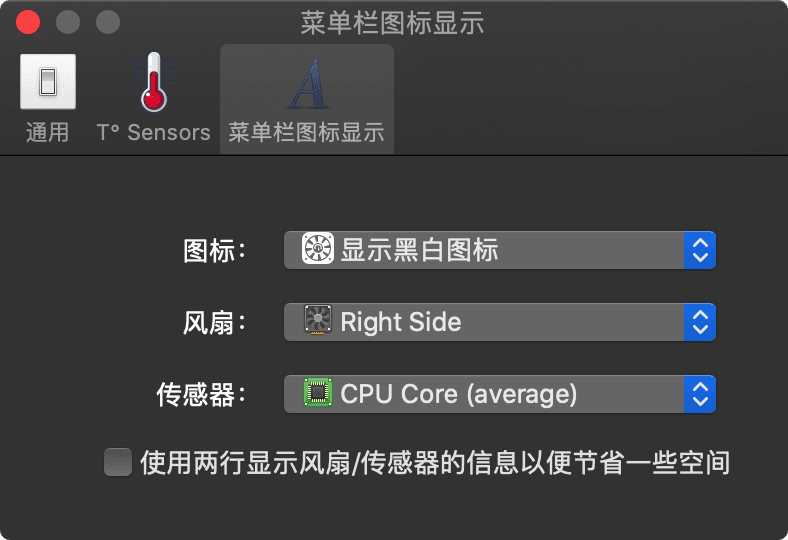 菜单栏图标显示
通用
T° Sensors
菜单栏图标显示
图标：
显示黑白图标
风扇：
Right Side
传感器：
CPU Core (average)
使用两行显示风扇/传感器的信息以便节省一些空间